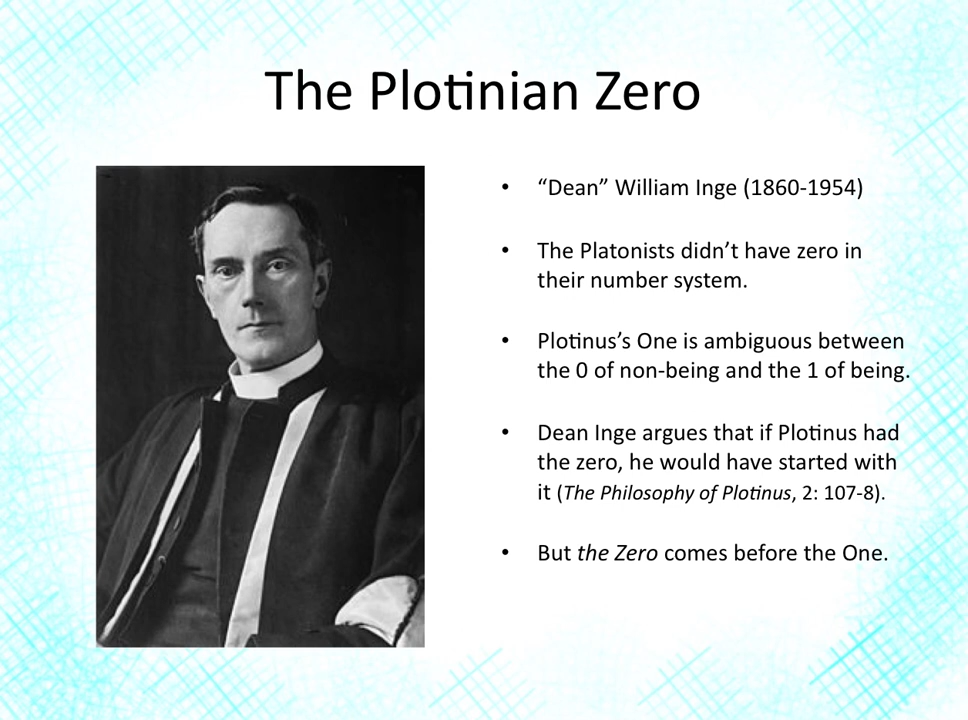 The Plotinian Zero
• “Dean” William Inge (1860-1954)
• The Platonists didn’t have zero in
their number system.
• Plotinus’s One is ambiguous between
the 0 of non-being and the 1 of being.
• Dean Inge argues that if Plotinus had
the zero, he would have started with
it (The Philosophy of Plotinus, 2: 107-8).
• But the Zero comes before the One.